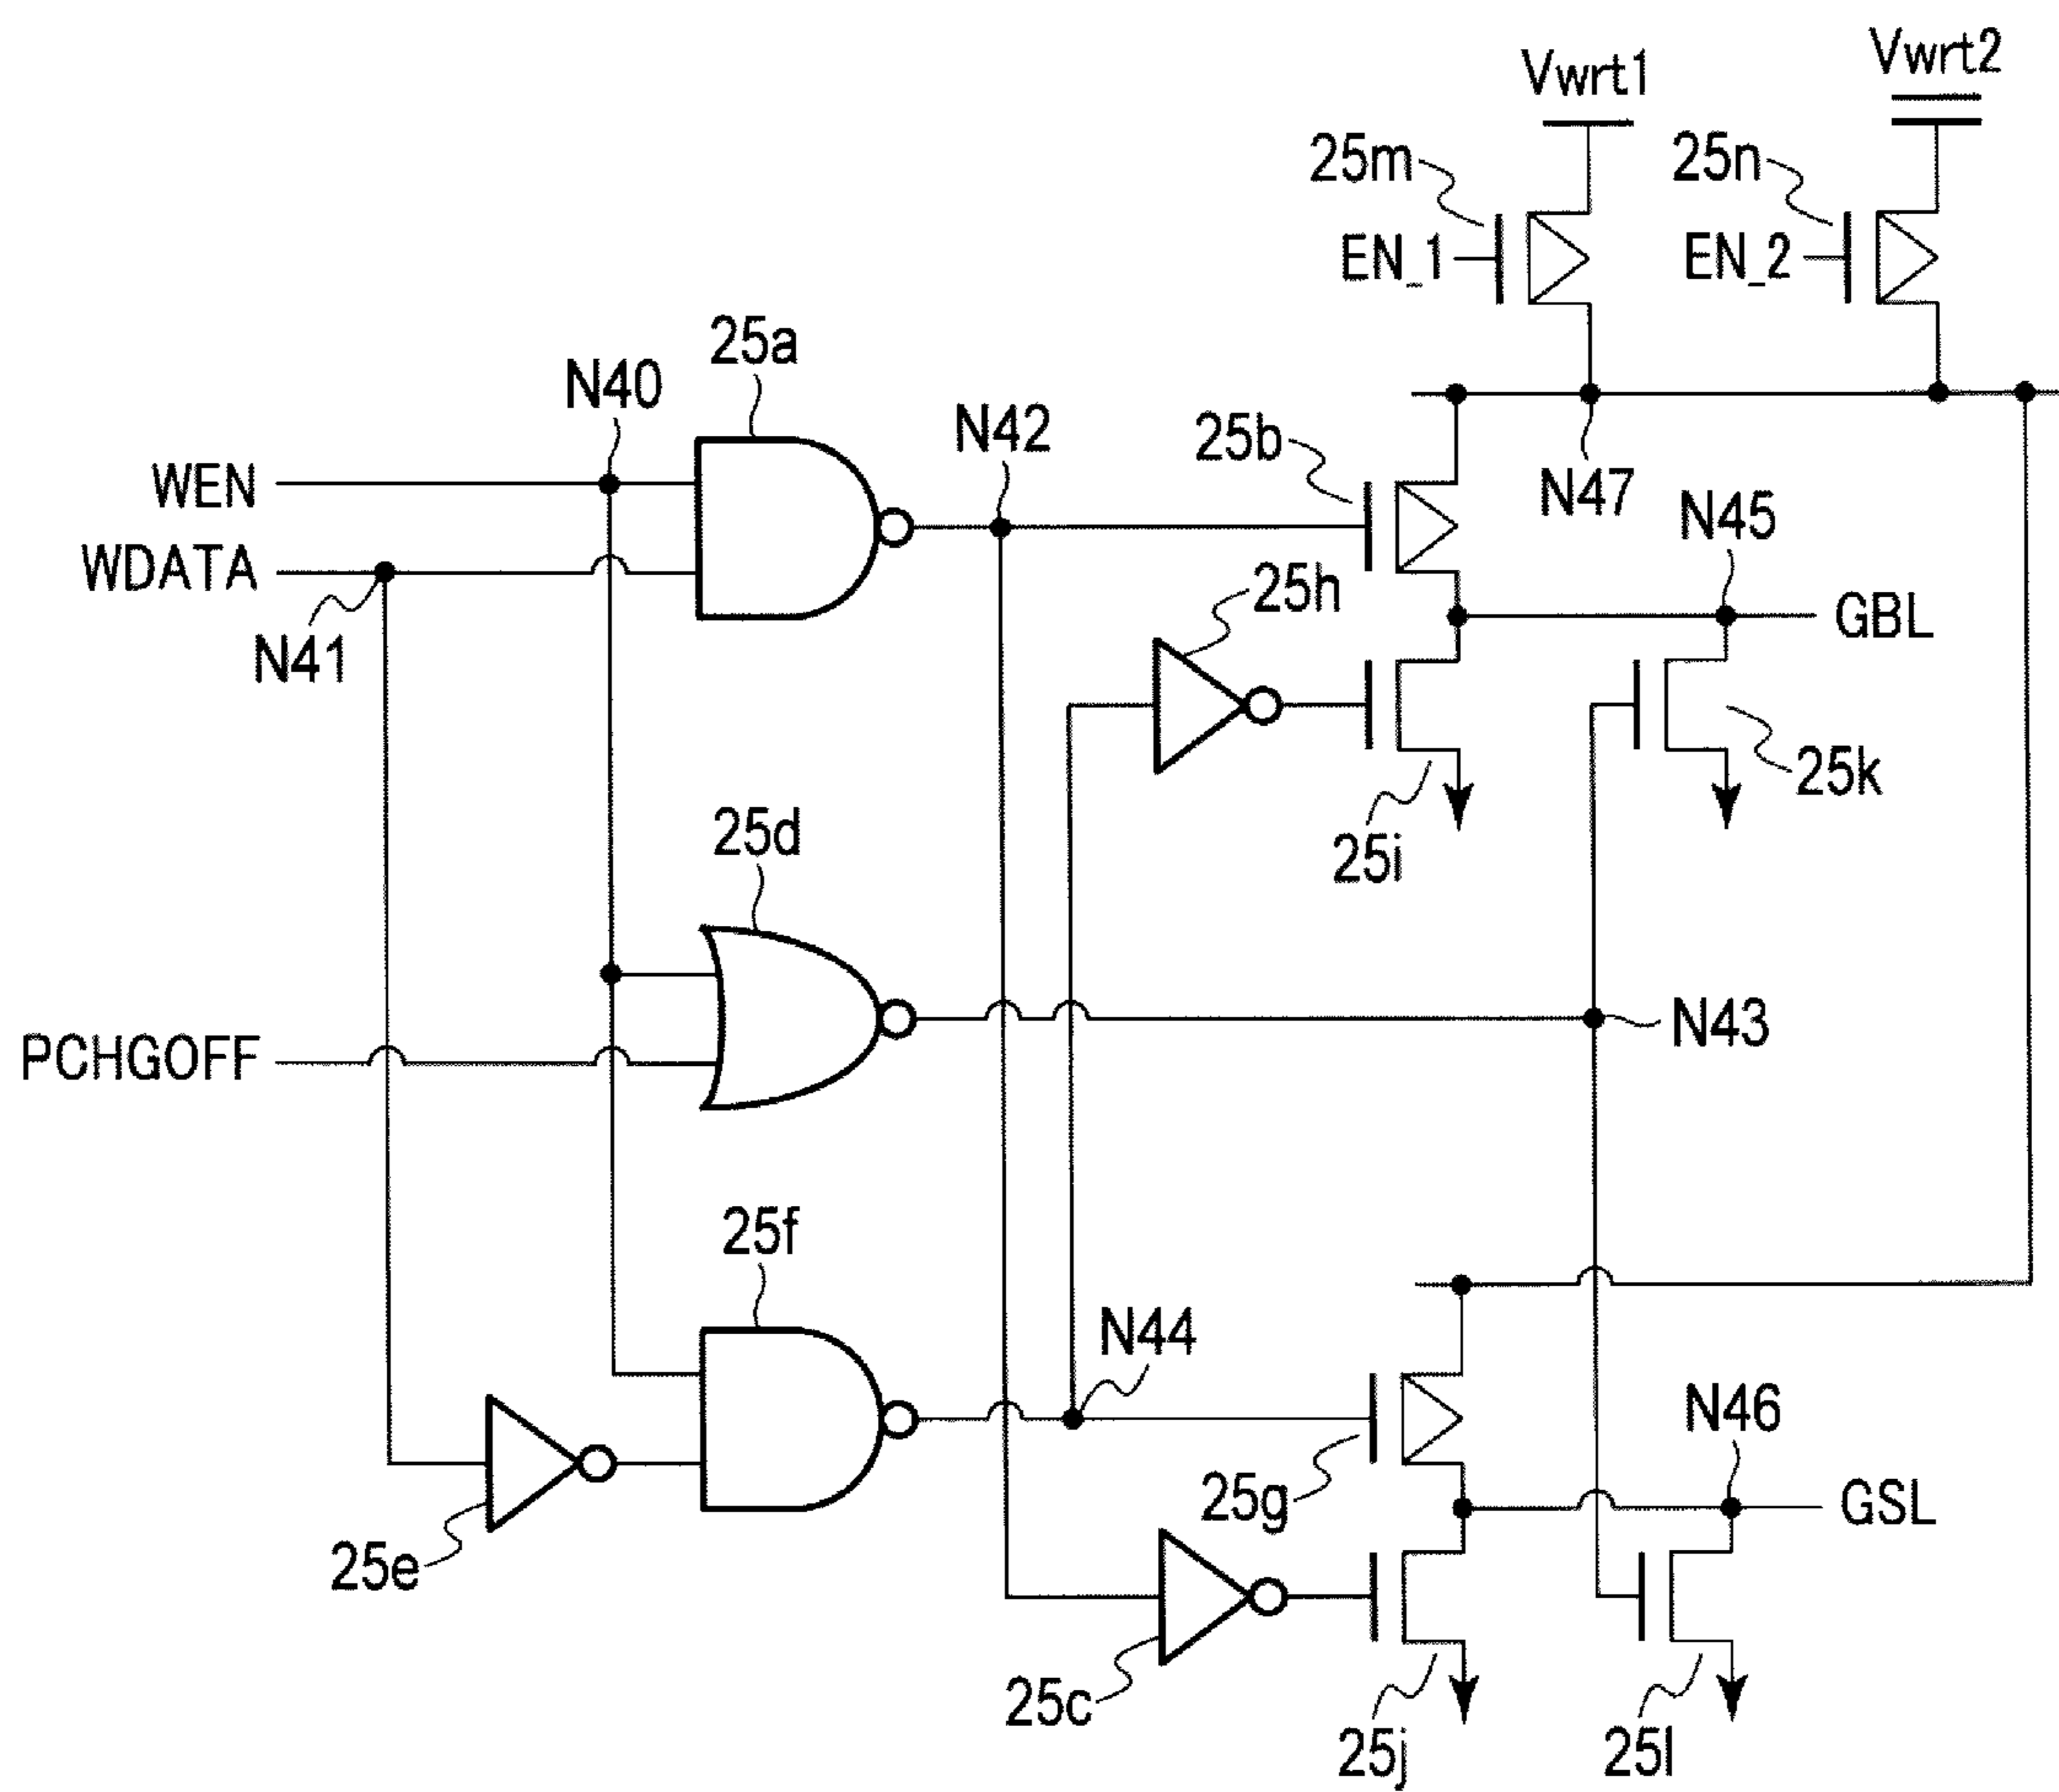 Vwrt1
Vwrt2
25m
25n
EN_1
EN_2
25a
N40
N42
25b
N47
N45
WEN
WDATA
N41
25h
GBL
25k
25i
25d
N43
PCHGOFF
25f
N44
N46
25g
GSL
25e
25c
25j
25l